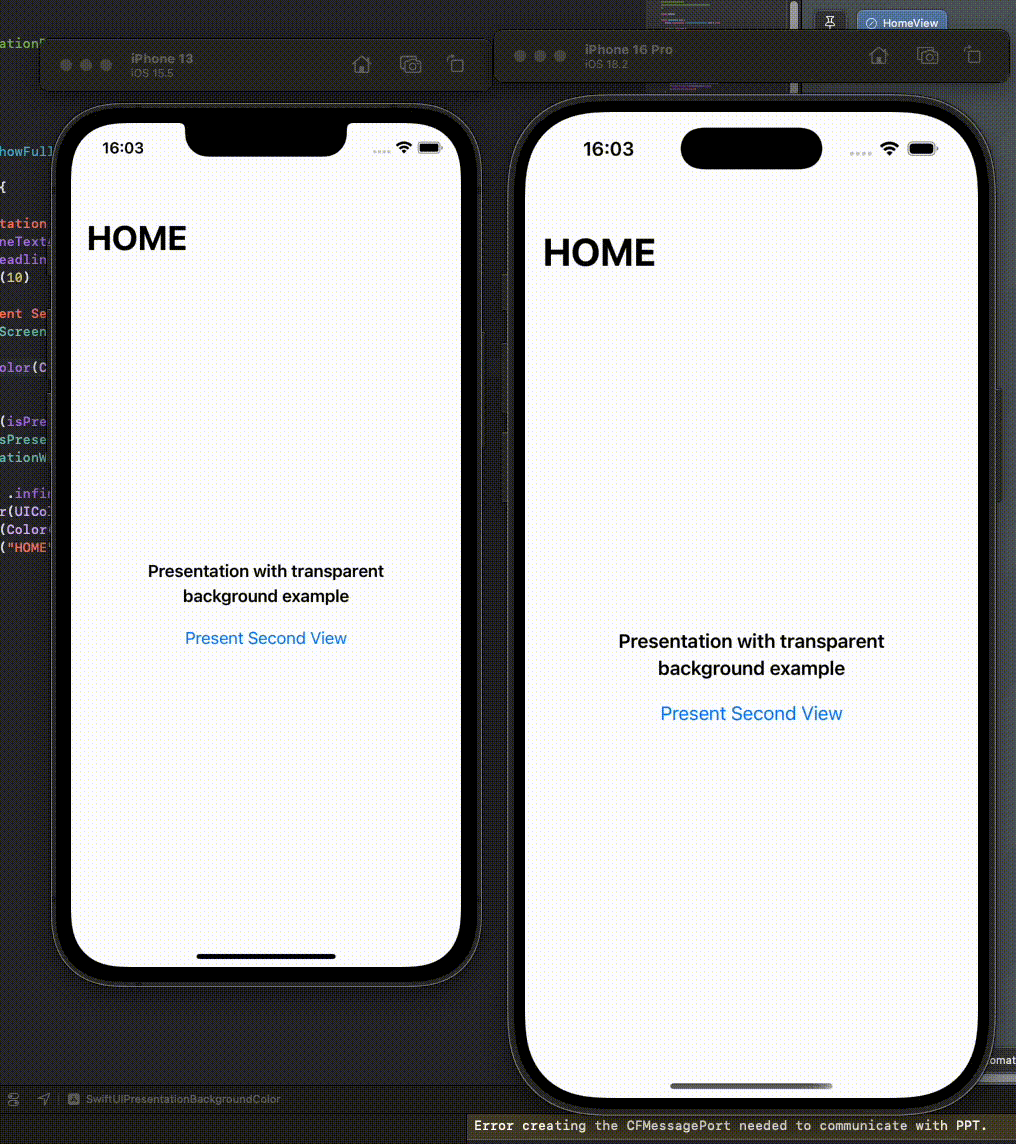 HomeView
ationB
iPhone 13
iOS 15.5
iPhone 16 Pro
iOS 18.2
howFull
{
tation
neText
eadlin
(10)
ent Se
Screen
olor(C
(isPre
sPrese
ationW
.infin
r(UICo
(Color
("HOME"
16:03
HOME
Presentation with transparent
background example
Present Second View
16:03
HOME
Presentation with transparent
background example
Present Second View
omat
SwiftUIPresentationBackgroundColor
Error creating the CFMessagePort needed to communicate with PPT.